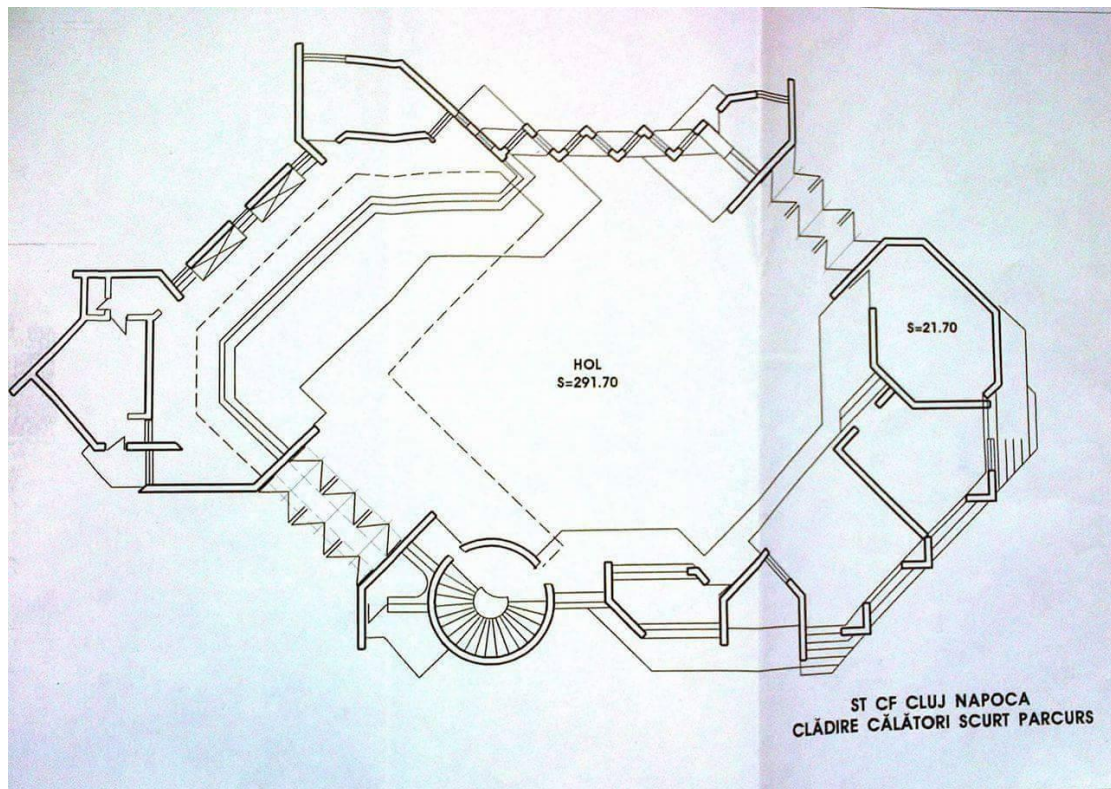 S=21.70
HOL
S=291.70
ST CF CLUJ NAPOCA
CLĂDIRE CĂLĂTORI SCURT PARCURS